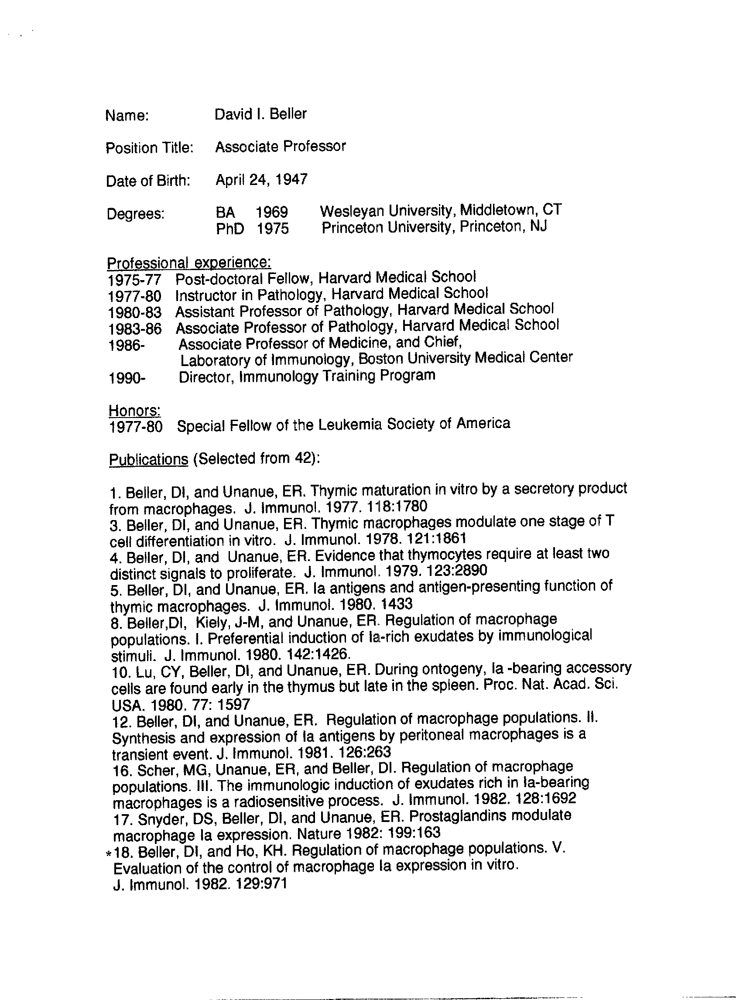 Name: David I. Beller
Position Title: Associate Professor
Date of Birth: April 24, 1947
Degrees: BA 1969 Wesleyan University, Middletown, CT
PhD 1975 Princeton University, Princeton, NJ
Professional experience:
1975-77 Post-doctoral Fellow, Harvard Medical School
1977-80 Instructor in Pathology, Harvard Medical School
1980-83 Assistant Professor of Pathology, Harvard Medical School
1983-86 Associate Professor of Pathology, Harvard Medical School
1986- Associate Professor of Medicine, and Chief,
Laboratory of Immunology, Boston University Medical Center
1990- Director, Immunology Training Program
Honors:
1977-80 Special Fellow of the Leukemia Society of America
Publications (Selected from 42):
1. Beller, DI, and Unanue, ER. Thymic maturation in vitro by a secretory product
from macrophages. J. Immunol. 1977. 118:1780
3. Beller, DI, and Unanue, ER. Thymic macrophages modulate one stage of T
cell differentiation in vitro. J. Immunol. 1978. 121:1861
4. Beller, DI, and Unanue, ER. Evidence that thymocytes require at least two
distinct signals to proliferate. J. Immunol. 1979. 123:2890
5. Beller, DI, and Unanue, ER. Ia antigens and antigen-presenting function of
thymic macrophages. J. Immunol. 1980. 1433
8. Beller,DI, Kiely, J-M, and Unanue, ER. Regulation of macrophage
populations. I. Preferential induction of Ia-rich exudates by immunological
stimuli. J. Immunol. 1980. 142:1426.
10. Lu, CY, Beller, DI, and Unanue, ER. During ontogeny, Ia -bearing accessory
cells are found early in the thymus but late in the spleen. Proc. Nat. Acad. Sci.
USA. 1980. 77: 1597
12. Beller, DI, and Unanue, ER. Regulation of macrophage populations. II.
Synthesis and expression of Ia antigens by peritoneal macrophages is a
transient event. J. Immunol. 1981. 126:263
16. Scher, MG, Unanue, ER, and Beller, DI. Regulation of macrophage
populations. III. The immunologic induction of exudates rich in Ia-bearing
macrophages is a radiosensitive process. J. Immunol. 1982. 128:1692
17. Snyder, DS, Beller, DI, and Unanue, ER. Prostaglandins modulate
macrophage Ia expression. Nature 1982: 199:163
*18. Beller, DI, and Ho, KH. Regulation of macrophage populations. V.
Evaluation of the control of macrophage Ia expression in vitro.
J. Immunol. 1982. 129:971